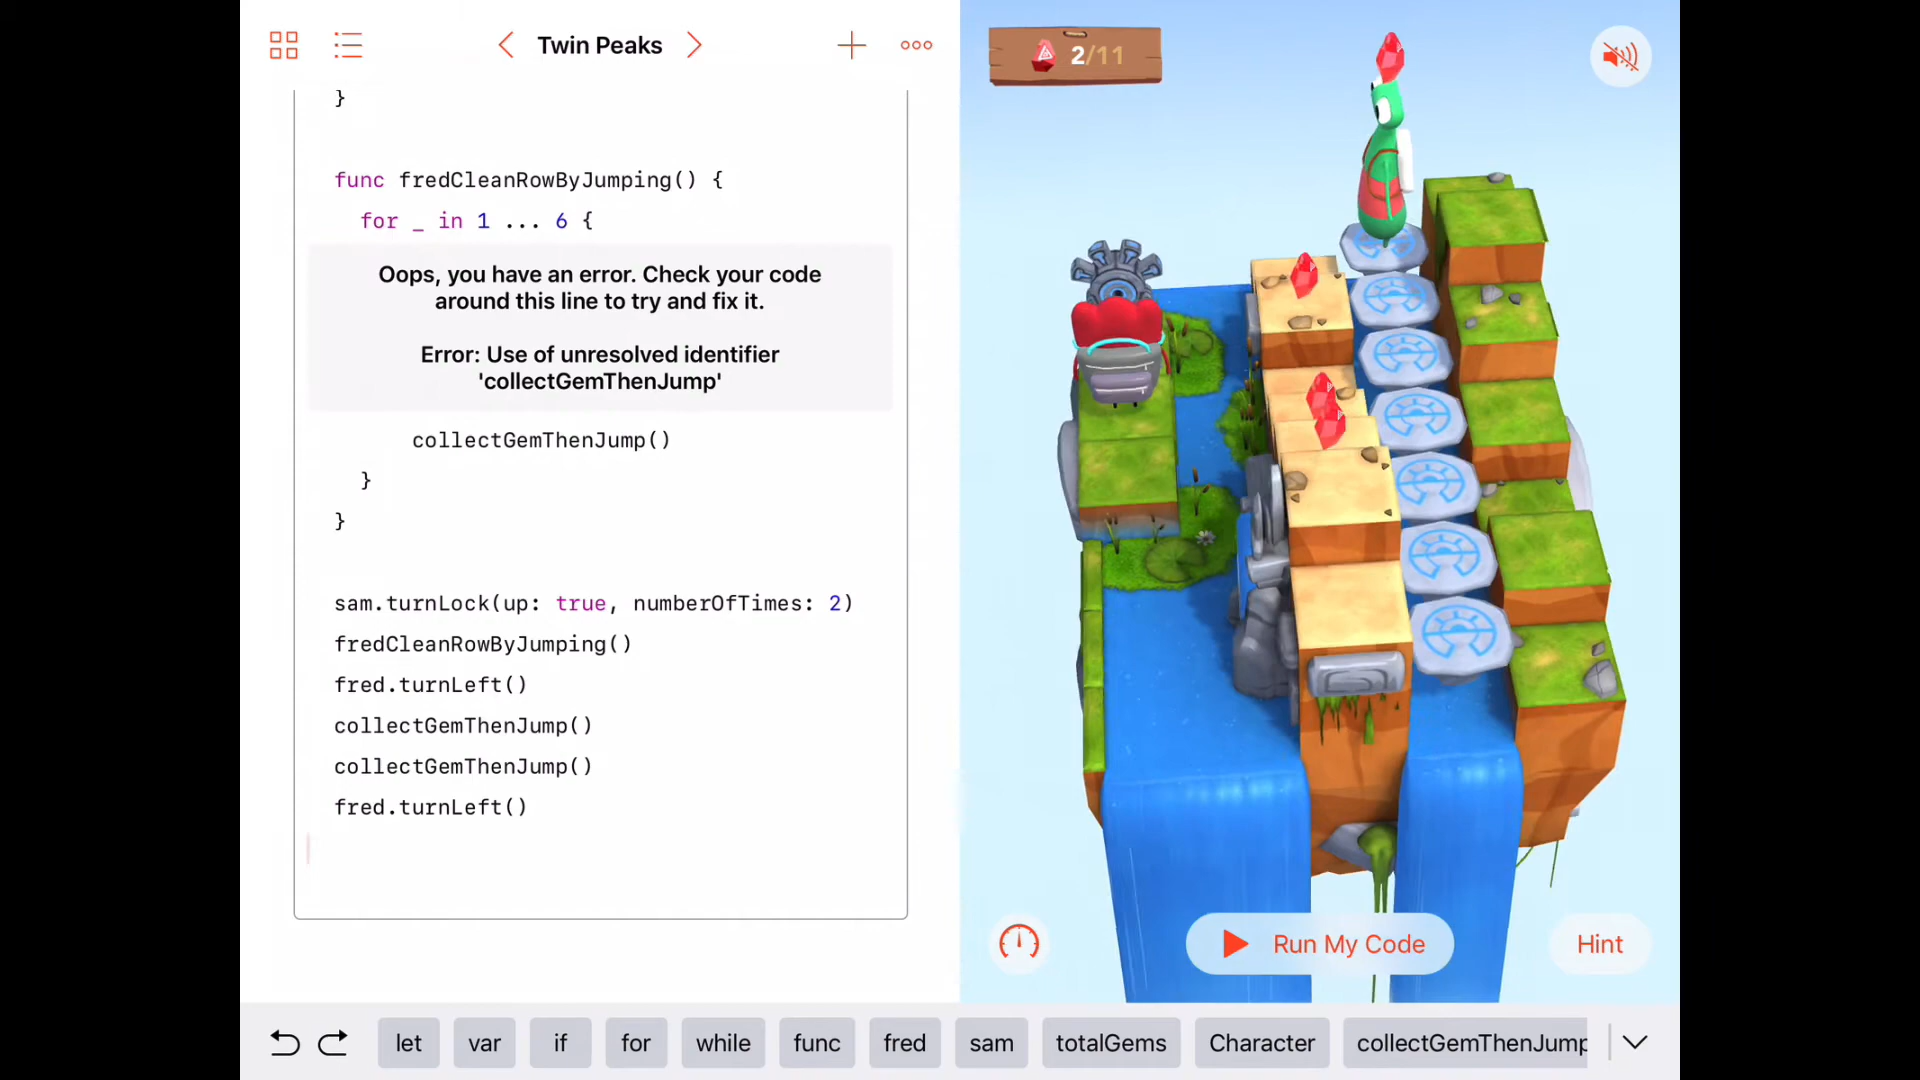 Twin Peaks
}
func fredCleanRowByJumping() {
for _ in 1 ... 6 {
Oops, you have an error. Check your code
around this line to try and fix it.
Error: Use of unresolved identifier
'collectGemThenJump'
collectGemThenJump()
}
}
sam.turnLock(up: true, numberOfTimes: 2)
fredCleanRowByJumping()
fred.turnLeft()
collectGemThenJump()
collectGemThenJump()
fred.turnLeft()
2/11
Run My Code
Hint
let var if for while func fred sam totalGems Character collectGemThenJump